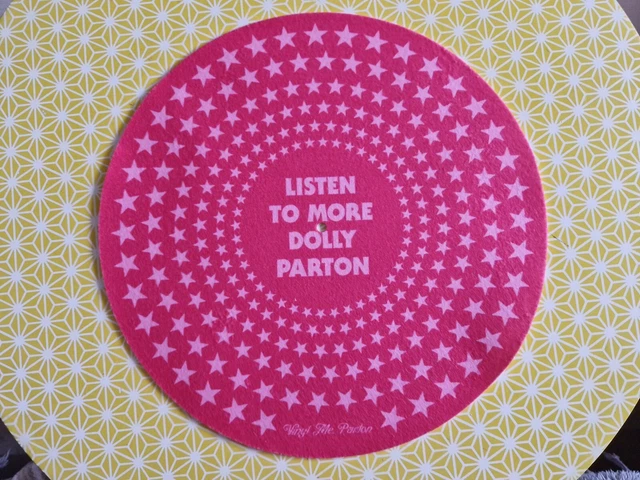 LISTEN
TO MORE
DOLLY
PARTON
Vinyl Me, Parton